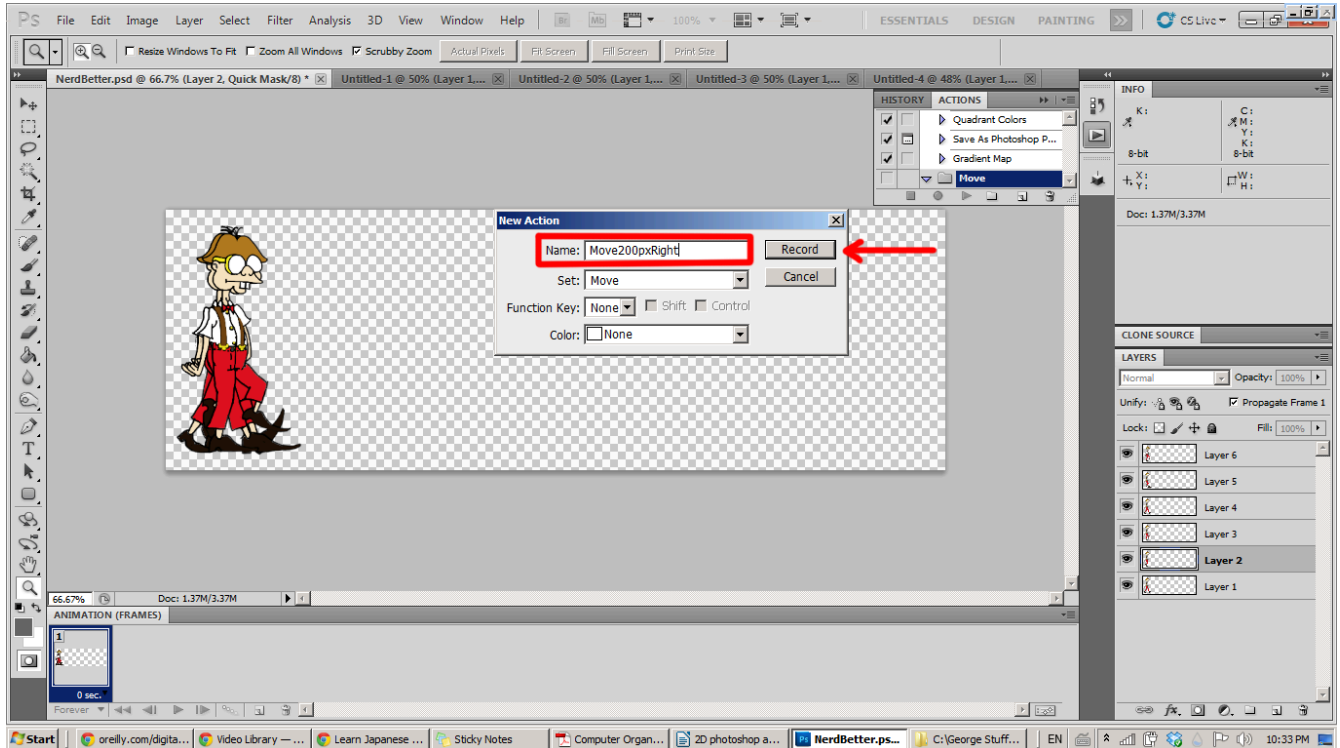 PS File Edit Image Layer Select Filter Analysis 3D View Window Help Br Mb 100% ESSENTIALS DESIGN PAINTING CS Live
Resize Windows To Fit Zoom All Windows Scrubby Zoom Actual Pixels Fit Screen Fill Screen Print Size
NerdBetter.psd @ 66.7% (Layer 2, Quick Mask/8) * Untitled-1 @ 50% (Layer 1,... Untitled-2 @ 50% (Layer 1,... Untitled-3 @ 50% (Layer 1,... Untitled-4 @ 48% (Layer 1,...
HISTORY ACTIONS
Quadrant Colors
Save As Photoshop P...
Gradient Map
Move
INFO
K: C:
M:
Y:
K:
8-bit 8-bit
X: W:
Y: H:
Doc: 1.37M/3.37M
New Action
Name: Move200pxRight Record
Set: Move Cancel
Function Key: None Shift Control
Color: None
CLONE SOURCE
LAYERS
Normal Opacity: 100%
Unify: Propagate Frame 1
Lock: Fill: 100%
Layer 6
Layer 5
Layer 4
Layer 3
Layer 2
Layer 1
66.67% Doc: 1.37M/3.37M
ANIMATION (FRAMES)
1
0 sec.
Forever
Start oreilly.com/digita... Video Library — ... Learn Japanese ... Sticky Notes Computer Organ... 2D photoshop a... Ps NerdBetter.ps... C:\George Stuff... EN 10:33 PM